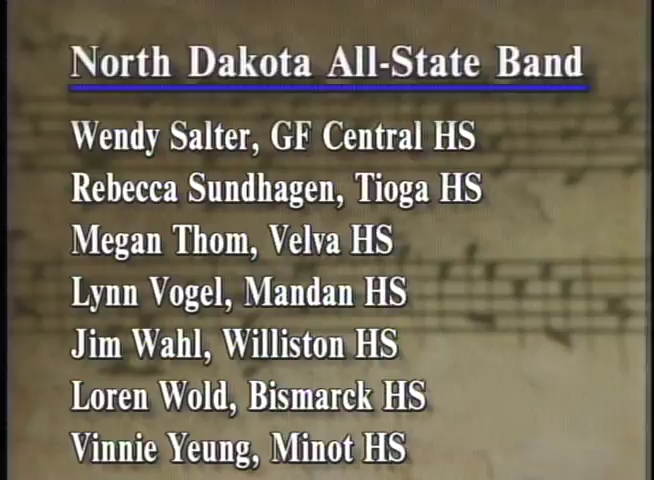 North Dakota All-State Band
Wendy Salter, GF Central HS
Rebecca Sundhagen, Tioga HS
Megan Thom, Velva HS
Lynn Vogel, Mandan HS
Jim Wahl, Williston HS
Loren Wold, Bismarck HS
Vinnie Yeung, Minot HS